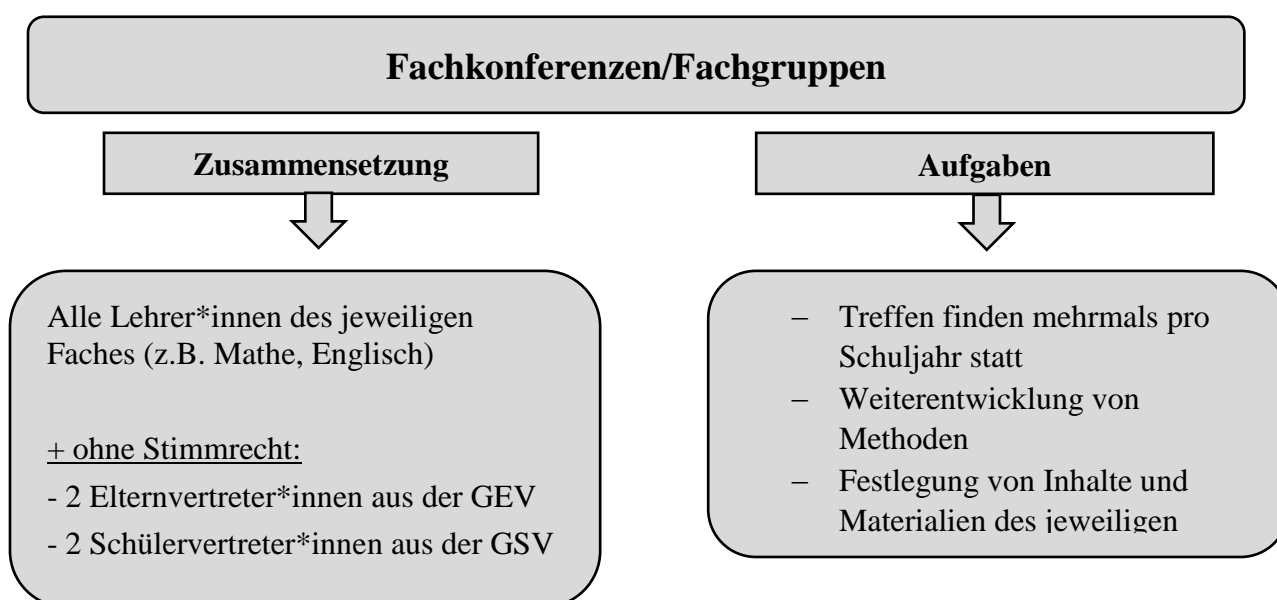 Fachkonferenzen/Fachgruppen
Zusammensetzung
Alle Lehrer*innen des jeweiligen
Faches (z.B. Mathe, Englisch)
+ ohne Stimmrecht:
- 2 Elternvertreter*innen aus der GEV
- 2 Schülervertreter*innen aus der GSV
Aufgaben
– Treffen finden mehrmals pro
Schuljahr statt
– Weiterentwicklung von
Methoden
– Festlegung von Inhalte und
Materialien des jeweiligen